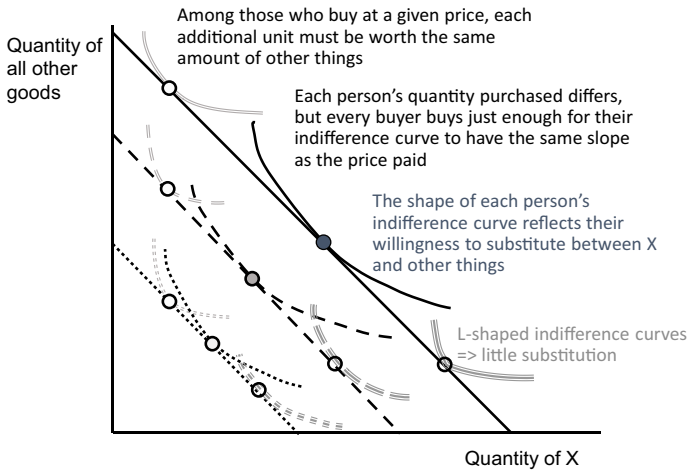 Among those who buy at a given price, each
additional unit must be worth the same
amount of other things
Quantity of
all other
goods
Each person’s quantity purchased differs,
but every buyer buys just enough for their
indifference curve to have the same slope
as the price paid
The shape of each person’s
indifference curve reflects their
willingness to substitute between X
and other things
L-shaped indifference curves
=> little substitution
Quantity of X